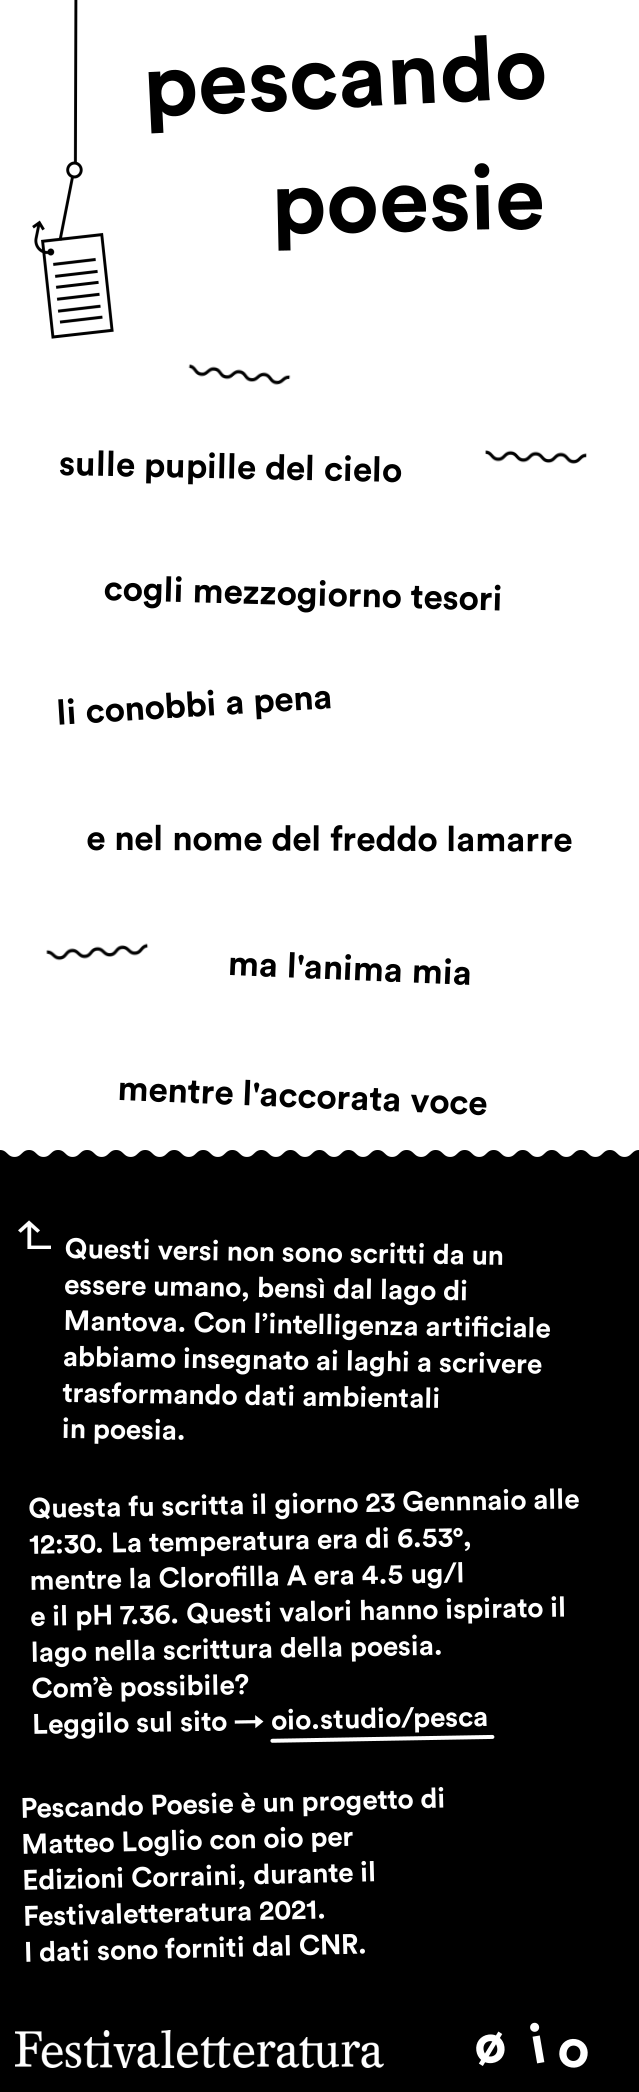 pescando
poesie
sulle pupille del cielo
cogli mezzogiorno tesori
li conobbi a pena
e nel nome del freddo lamarre
ma l'anima mia
mentre l'accorata voce
Questi versi non sono scritti da un
essere umano, bensì dal lago di
Mantova. Con l’intelligenza artificiale
abbiamo insegnato ai laghi a scrivere
trasformando dati ambientali
in poesia.
Questa fu scritta il giorno 23 Gennnaio alle
12:30. La temperatura era di 6.53°,
mentre la Clorofilla A era 4.5 ug/l
e il pH 7.36. Questi valori hanno ispirato il
lago nella scrittura della poesia.
Com’è possibile?
Leggilo sul sito → oio.studio/pesca
Pescando Poesie è un progetto di
Matteo Loglio con oio per
Edizioni Corraini, durante il
Festivaletteratura 2021.
I dati sono forniti dal CNR.
Festivaletteratura øio